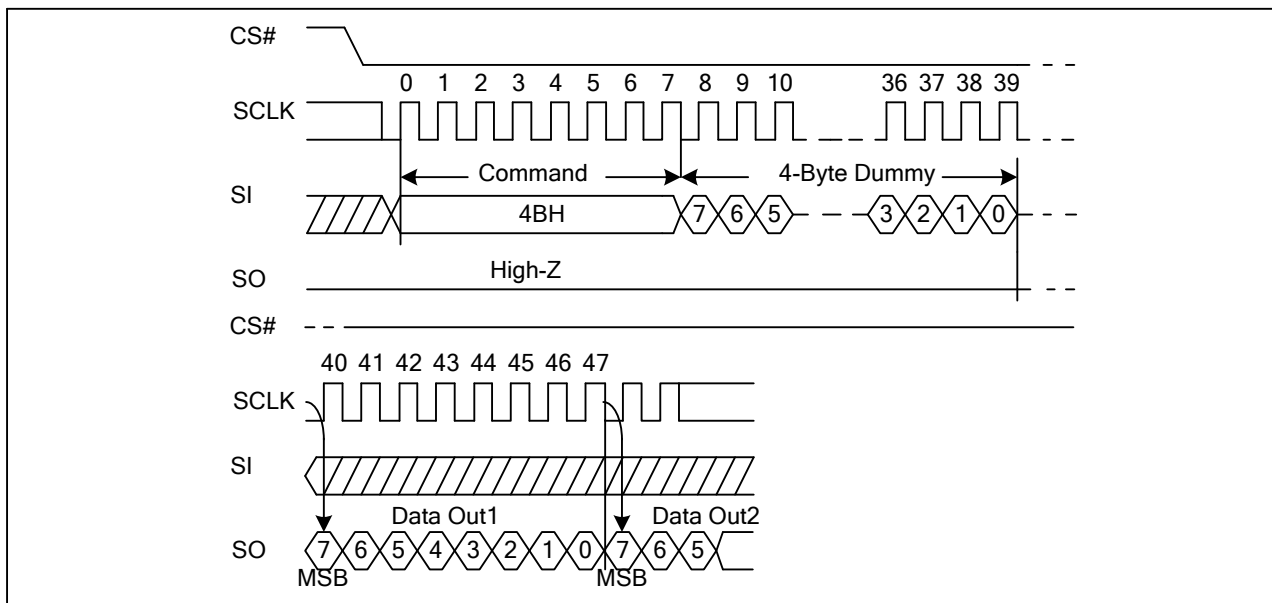 CS#
0 1 2 3 4 5 6 7 8 9 10 36 37 38 39
SCLK
Command 4-Byte Dummy
SI
4BH 7 6 5 3 2 1 0
High-Z
SO
CS#
40 41 42 43 44 45 46 47
SCLK
SI
Data Out1 Data Out2
SO 7 6 5 4 3 2 1 0 7 6 5
MSB MSB